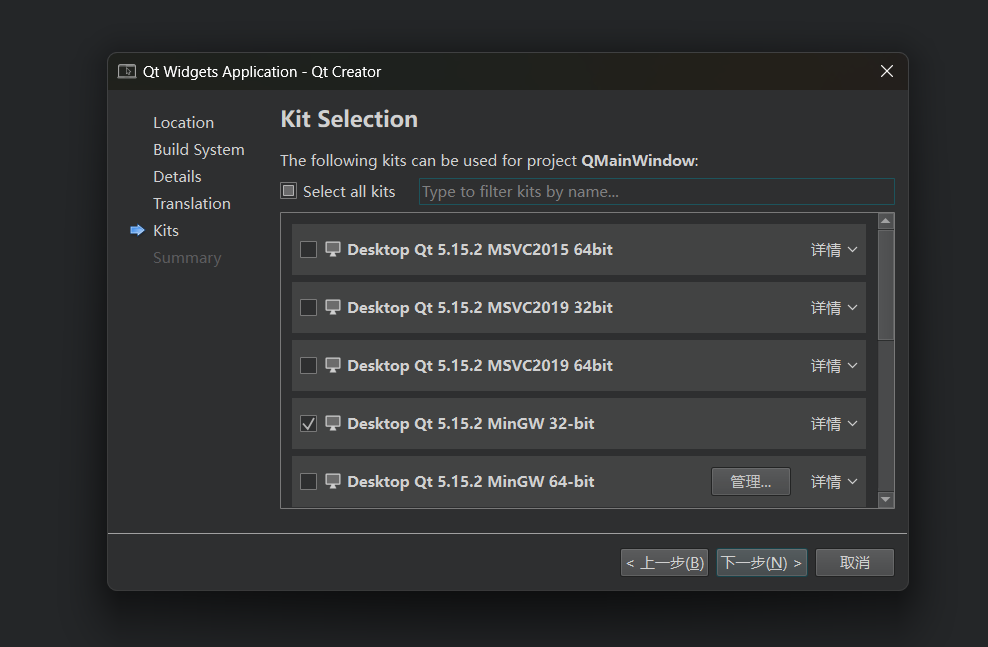 Qt Widgets Application - Qt Creator
Location
Build System
Details
Translation
Kits
Summary
Kit Selection
The following kits can be used for project QMainWindow:
Select all kits
Type to filter kits by name...
Desktop Qt 5.15.2 MSVC2015 64bit 详情
Desktop Qt 5.15.2 MSVC2019 32bit 详情
Desktop Qt 5.15.2 MSVC2019 64bit 详情
Desktop Qt 5.15.2 MinGW 32-bit 详情
Desktop Qt 5.15.2 MinGW 64-bit 管理... 详情
< 上一步(B) 下一步(N) > 取消